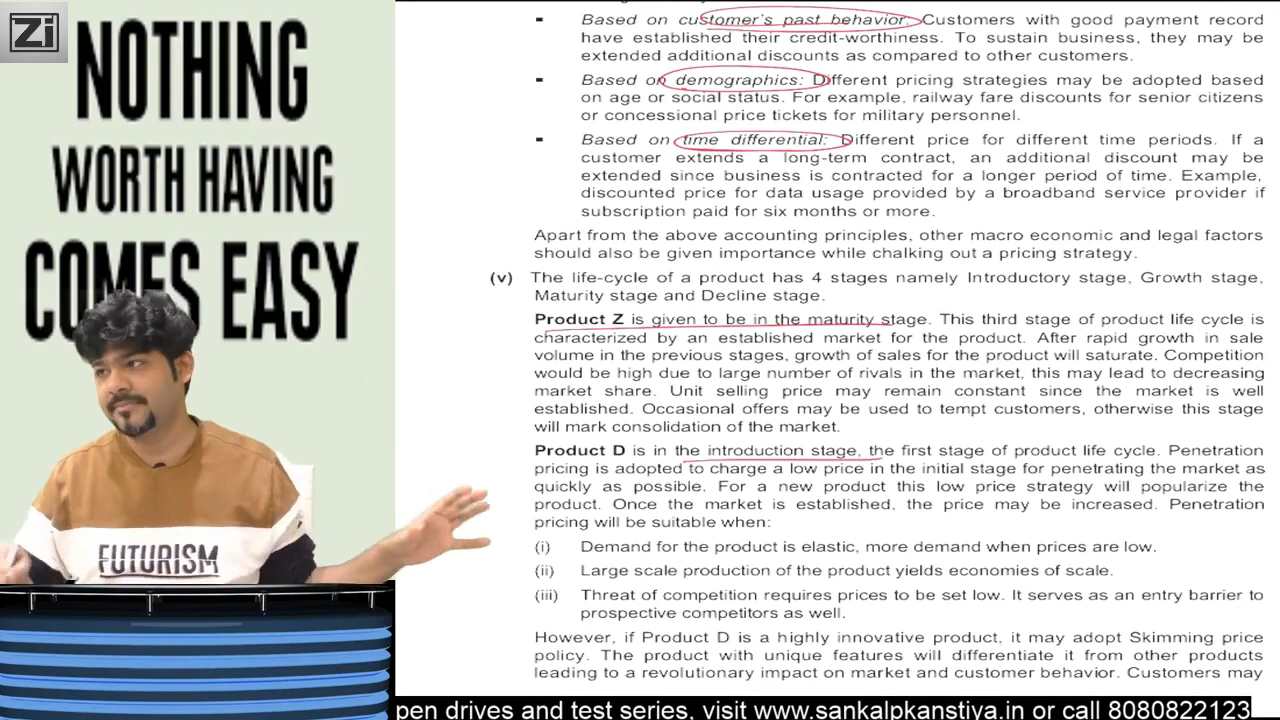 Zi
NOTHING
WORTH HAVING
COMES EASY
FUTURISM
▪ Based on customer's past behavior: Customers with good payment record
have established their credit-worthiness. To sustain business, they may be
extended additional discounts as compared to other customers.
▪ Based on demographics: Different pricing strategies may be adopted based
on age or social status. For example, railway fare discounts for senior citizens
or concessional price tickets for military personnel.
▪ Based on time differential: Different price for different time periods. If a
customer extends a long-term contract, an additional discount may be
extended since business is contracted for a longer period of time. Example,
discounted price for data usage provided by a broadband service provider if
subscription paid for six months or more.
Apart from the above accounting principles, other macro economic and legal factors
should also be given importance while chalking out a pricing strategy.
(v) The life-cycle of a product has 4 stages namely Introductory stage, Growth stage,
Maturity stage and Decline stage.
Product Z is given to be in the maturity stage. This third stage of product life cycle is
characterized by an established market for the product. After rapid growth in sale
volume in the previous stages, growth of sales for the product will saturate. Competition
would be high due to large number of rivals in the market, this may lead to decreasing
market share. Unit selling price may remain constant since the market is well
established. Occasional offers may be used to tempt customers, otherwise this stage
will mark consolidation of the market.
Product D is in the introduction stage, the first stage of product life cycle. Penetration
pricing is adopted to charge a low price in the initial stage for penetrating the market as
quickly as possible. For a new product this low price strategy will popularize the
product. Once the market is established, the price may be increased. Penetration
pricing will be suitable when:
(i) Demand for the product is elastic, more demand when prices are low.
(ii) Large scale production of the product yields economies of scale.
(iii) Threat of competition requires prices to be set low. It serves as an entry barrier to
prospective competitors as well.
However, if Product D is a highly innovative product, it may adopt Skimming price
policy. The product with unique features will differentiate it from other products
leading to a revolutionary impact on market and customer behavior. Customers may
pen drives and test series, visit www.sankalpkanstiya.in or call 8080822123